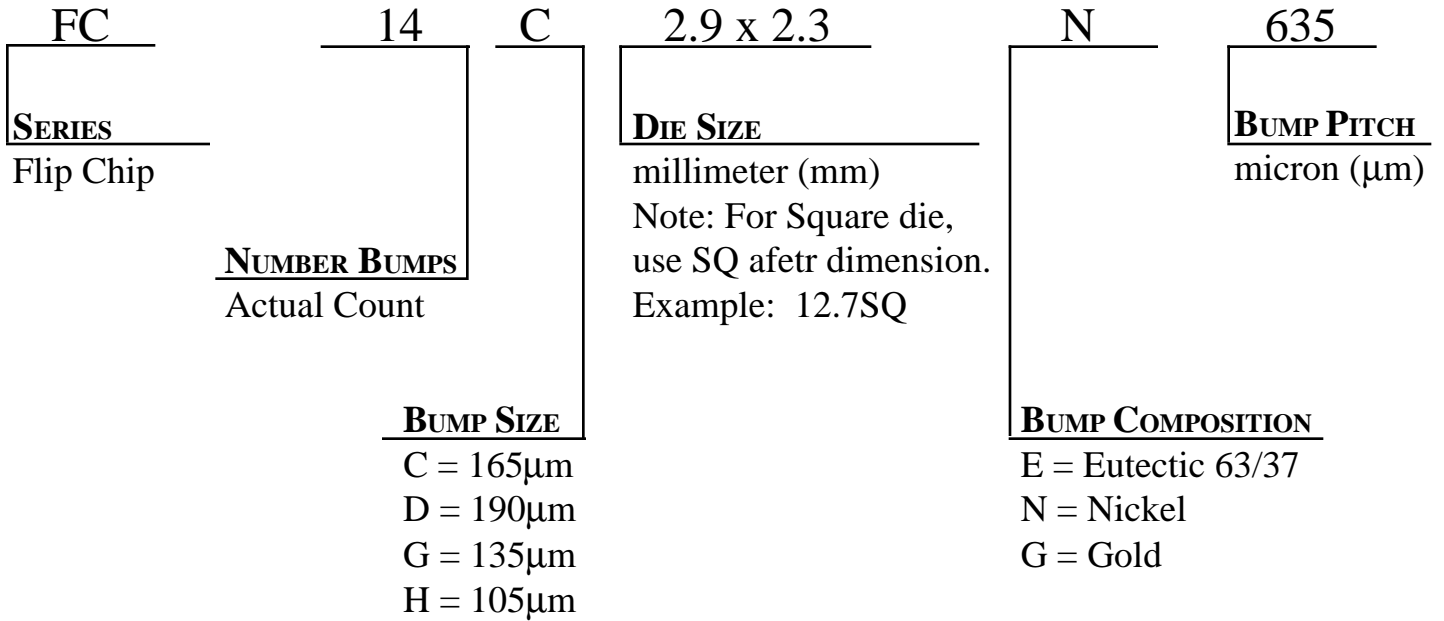 FC 14 C 2.9 x 2.3 N 635
SERIES
Flip Chip
NUMBER BUMPS
Actual Count
BUMP SIZE
C = 165µm
D = 190µm
G = 135µm
H = 105µm
DIE SIZE
millimeter (mm)
Note: For Square die,
use SQ afetr dimension.
Example: 12.7SQ
BUMP COMPOSITION
E = Eutectic 63/37
N = Nickel
G = Gold
BUMP PITCH
micron (µm)